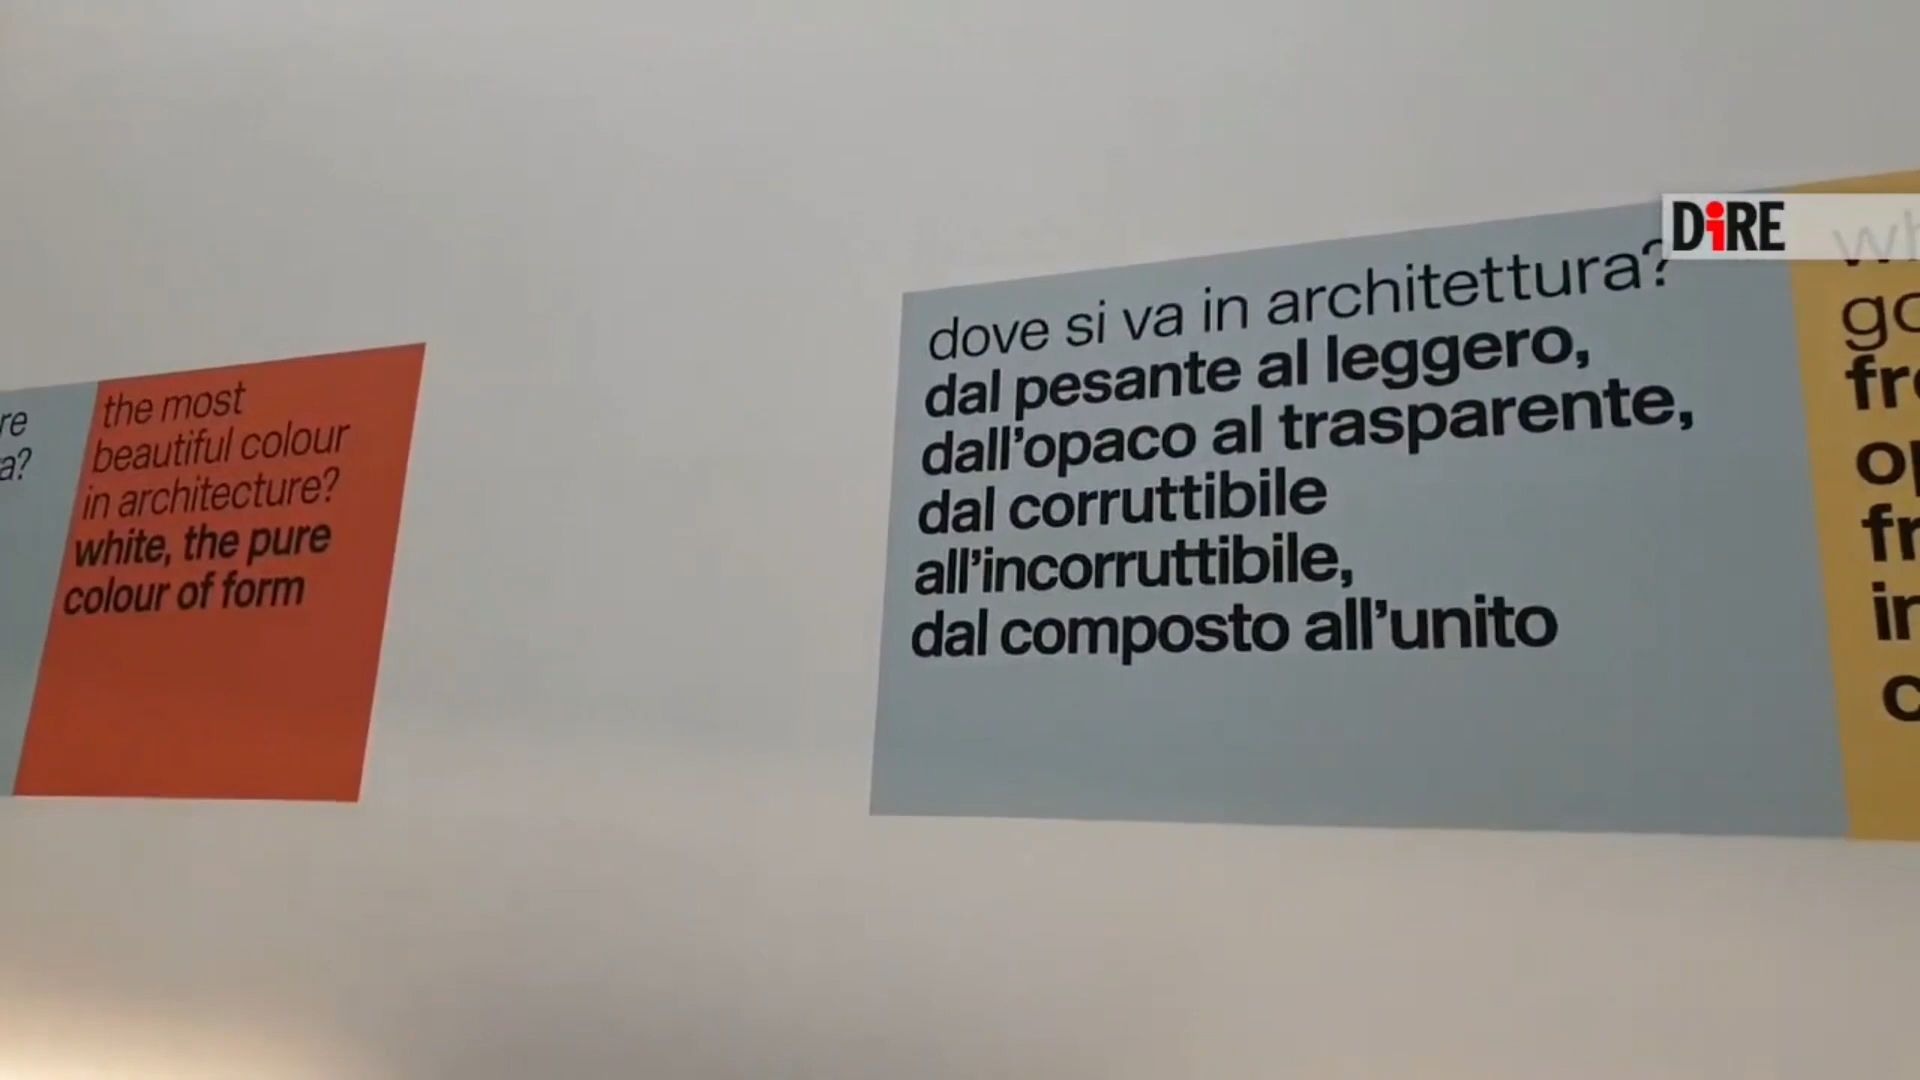 the most
beautiful colour
in architecture?
white, the pure
colour of form
dove si va in architettura?
dal pesante al leggero,
dall'opaco al trasparente,
dal corruttibile
all'incorruttibile,
dal composto all'unito
DiRE